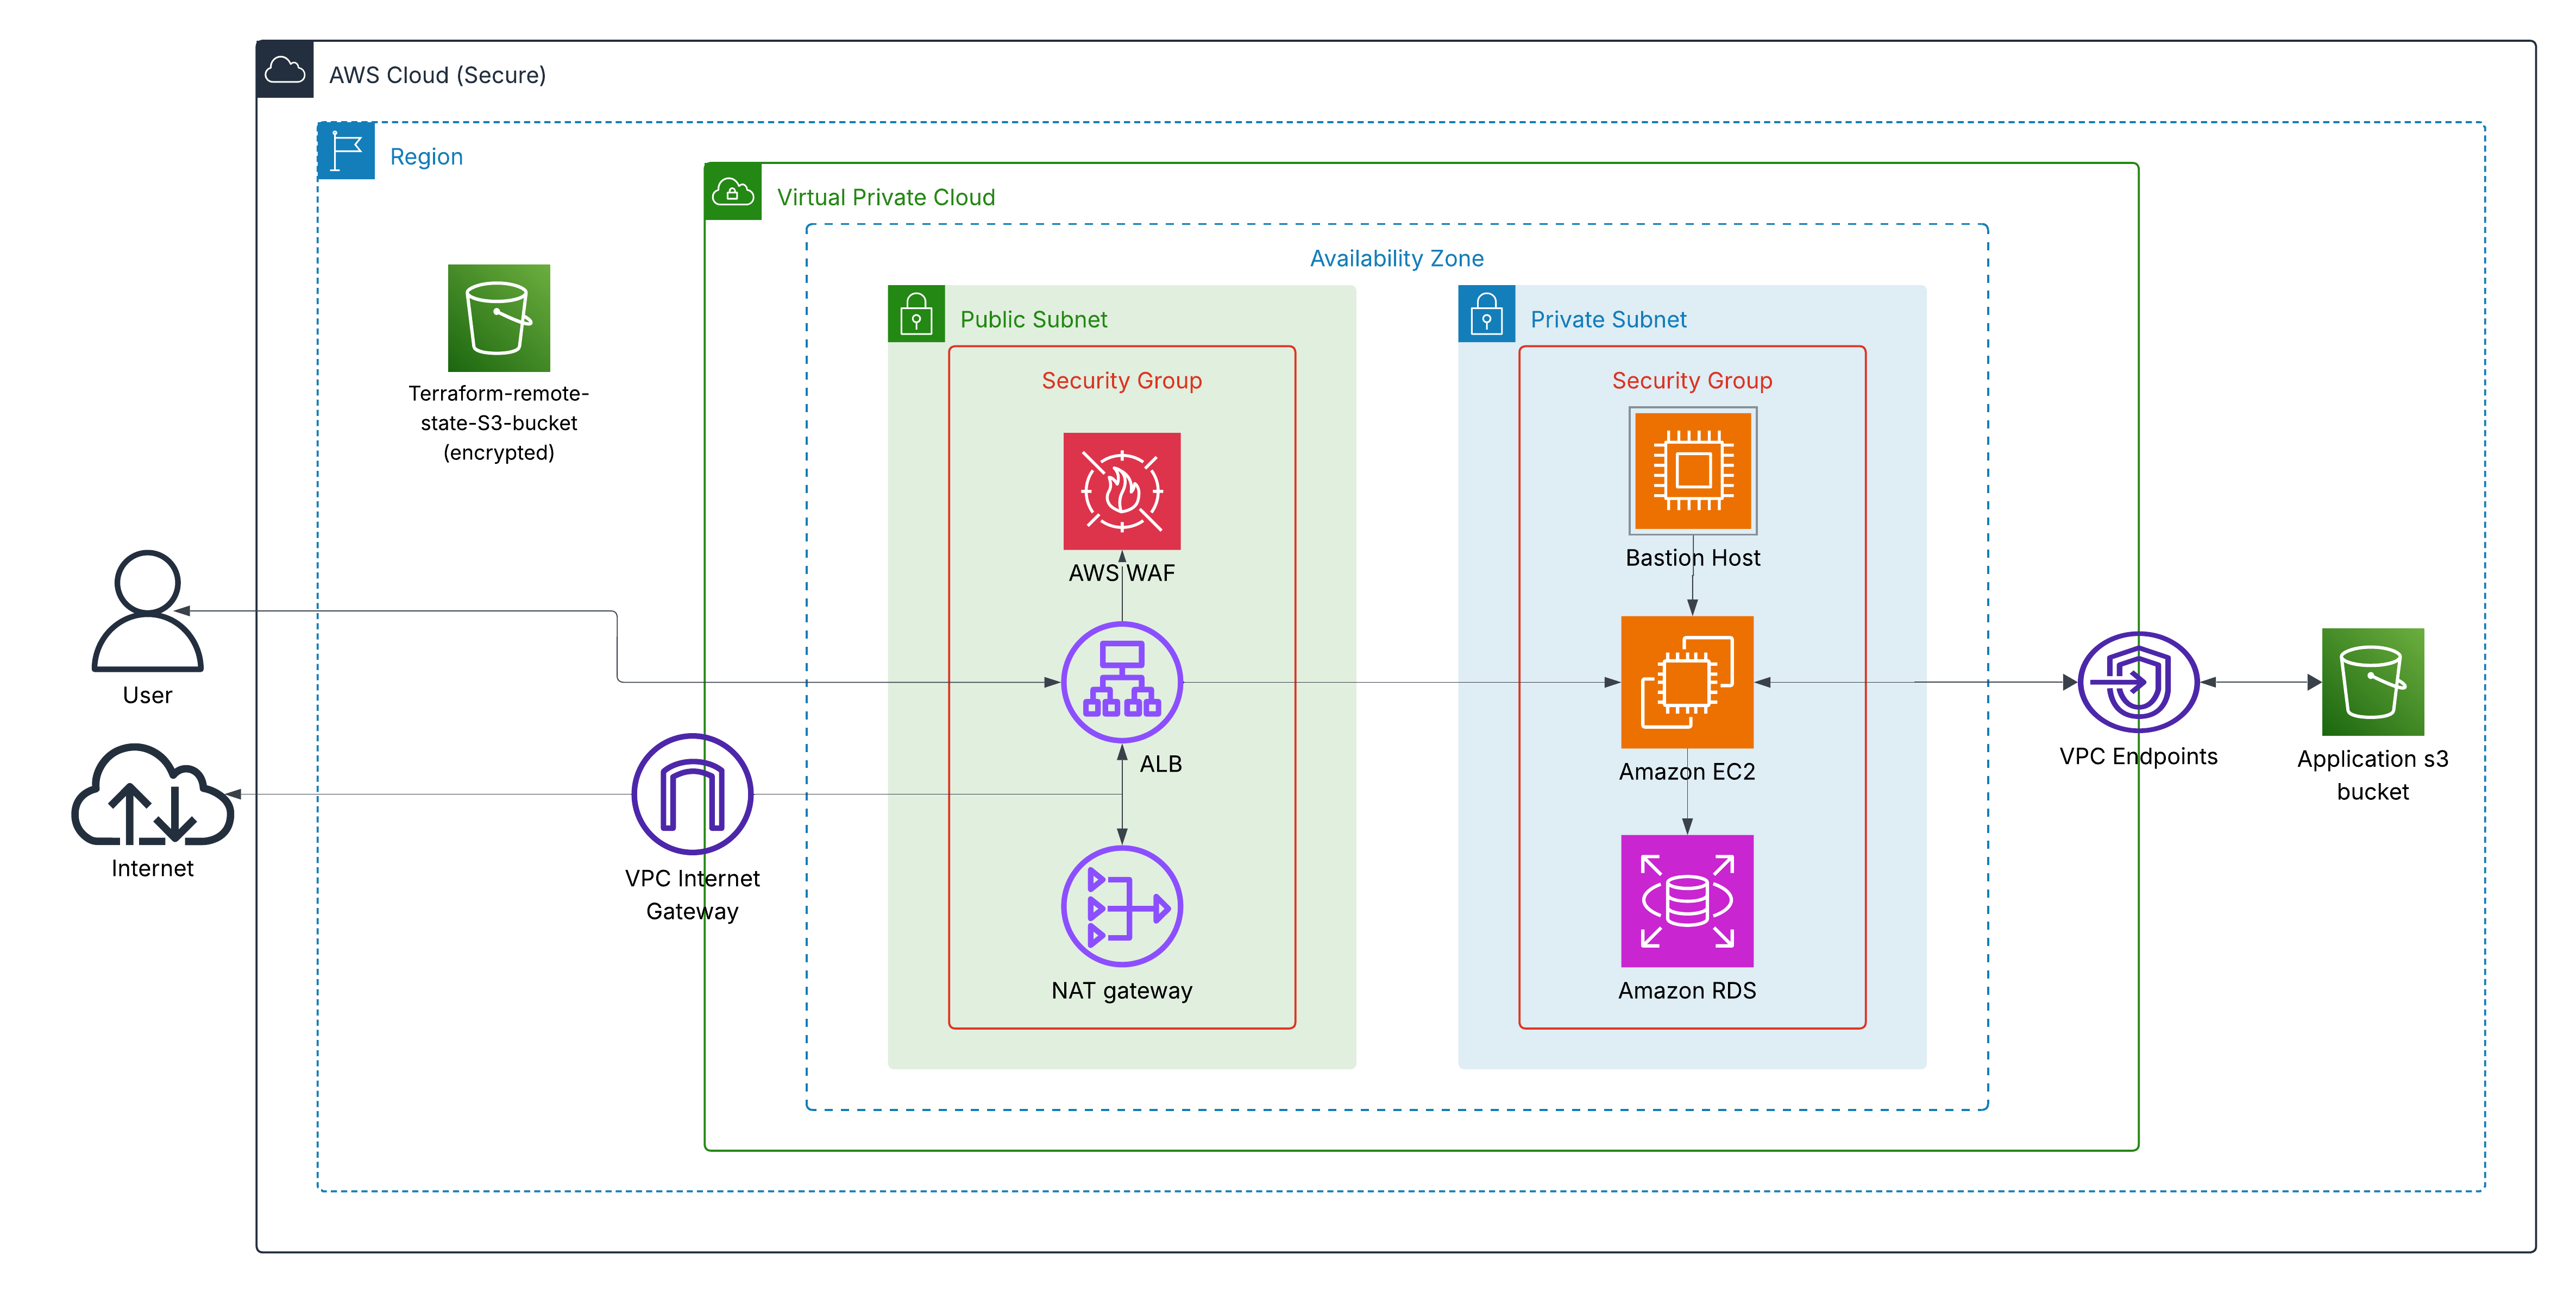 AWS Cloud (Secure)
Region
Virtual Private Cloud
Availability Zone
Public Subnet
Private Subnet
Security Group
Security Group
Terraform-remote-
state-S3-bucket
(encrypted)
AWS WAF
Bastion Host
User
ALB
Amazon EC2
VPC Endpoints
Application s3
bucket
Internet
VPC Internet
Gateway
NAT gateway
Amazon RDS